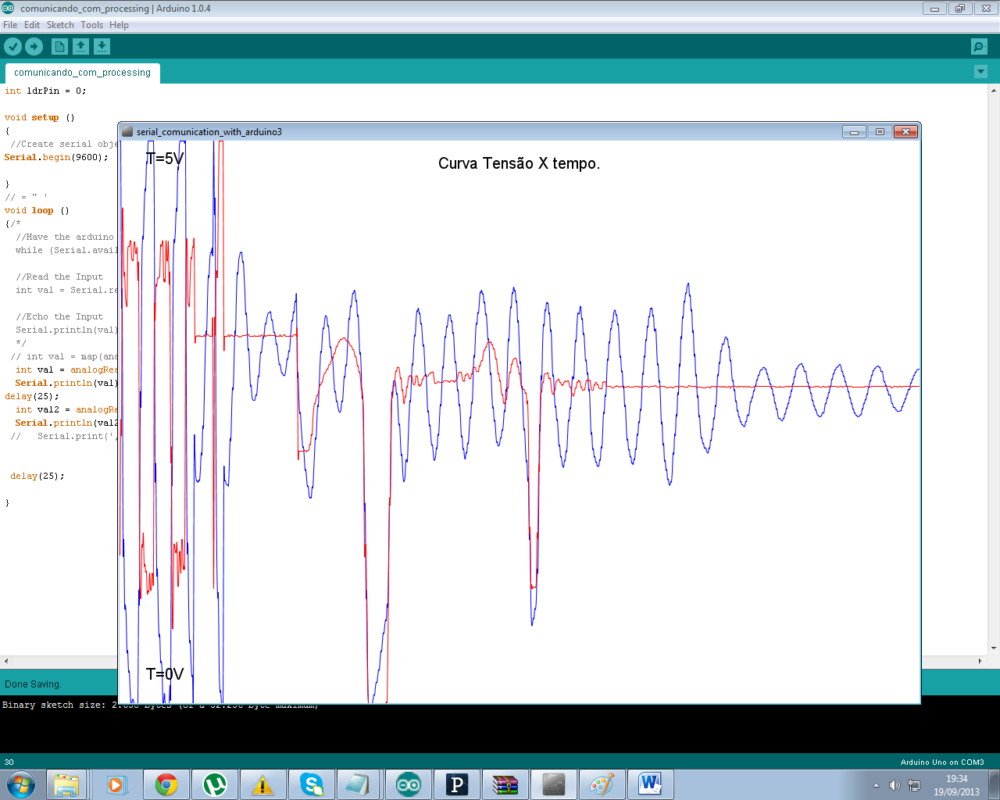 comunicando_com_processing | Arduino 1.0.4
File Edit Sketch Tools Help
comunicando_com_processing
int ldrPin = 0;
void setup ()
{
//Create serial obje
Serial.begin(9600);
}
// = " '
void loop ()
{/*
//Have the arduino
while (Serial.avail
//Read the Input
int val = Serial.re
//Echo the Input
Serial.println(val)
*/
// int val = map(ana
int val = analogRea
Serial.println(val)
delay(25);
int val2 = analogRe
Serial.println(val2
// Serial.print(',
delay(25);
}
serial_comunication_with_arduino3
T=5V
Curva Tensão X tempo.
T=0V
Done Saving.
Binary sketch size:
30
Arduino Uno on COM3
19:34
19/09/2013